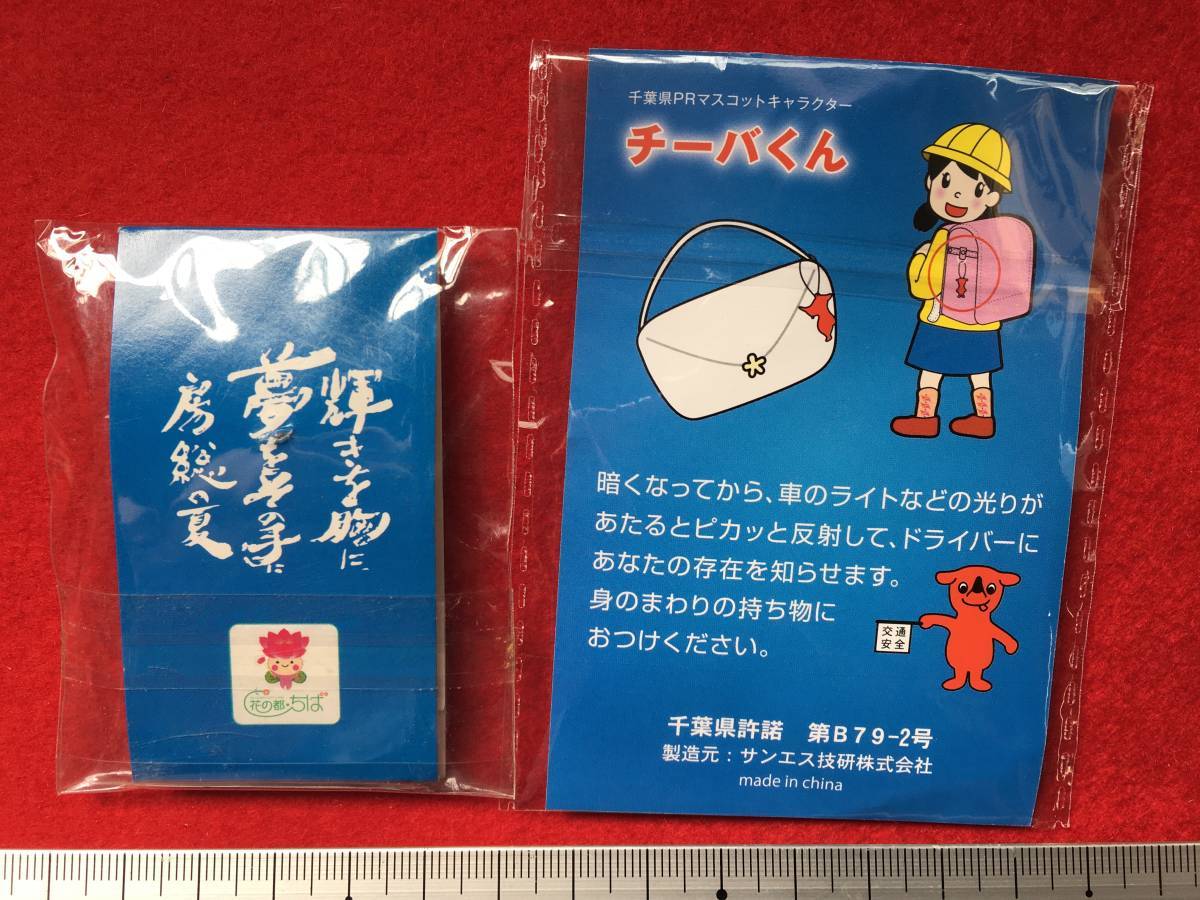 輝きを胸に、
夢をその手に
房総の夏
花の都・ちば
千葉県PRマスコットキャラクター
チーバくん
暗くなってから、車のライトなどの光りが
あたるとピカッと反射して、ドライバーに
あなたの存在を知らせます。
身のまわりの持ち物に
おつけください。
交通
安全
千葉県許諾　第B79-2号
製造元：サンエス技研株式会社
made in china